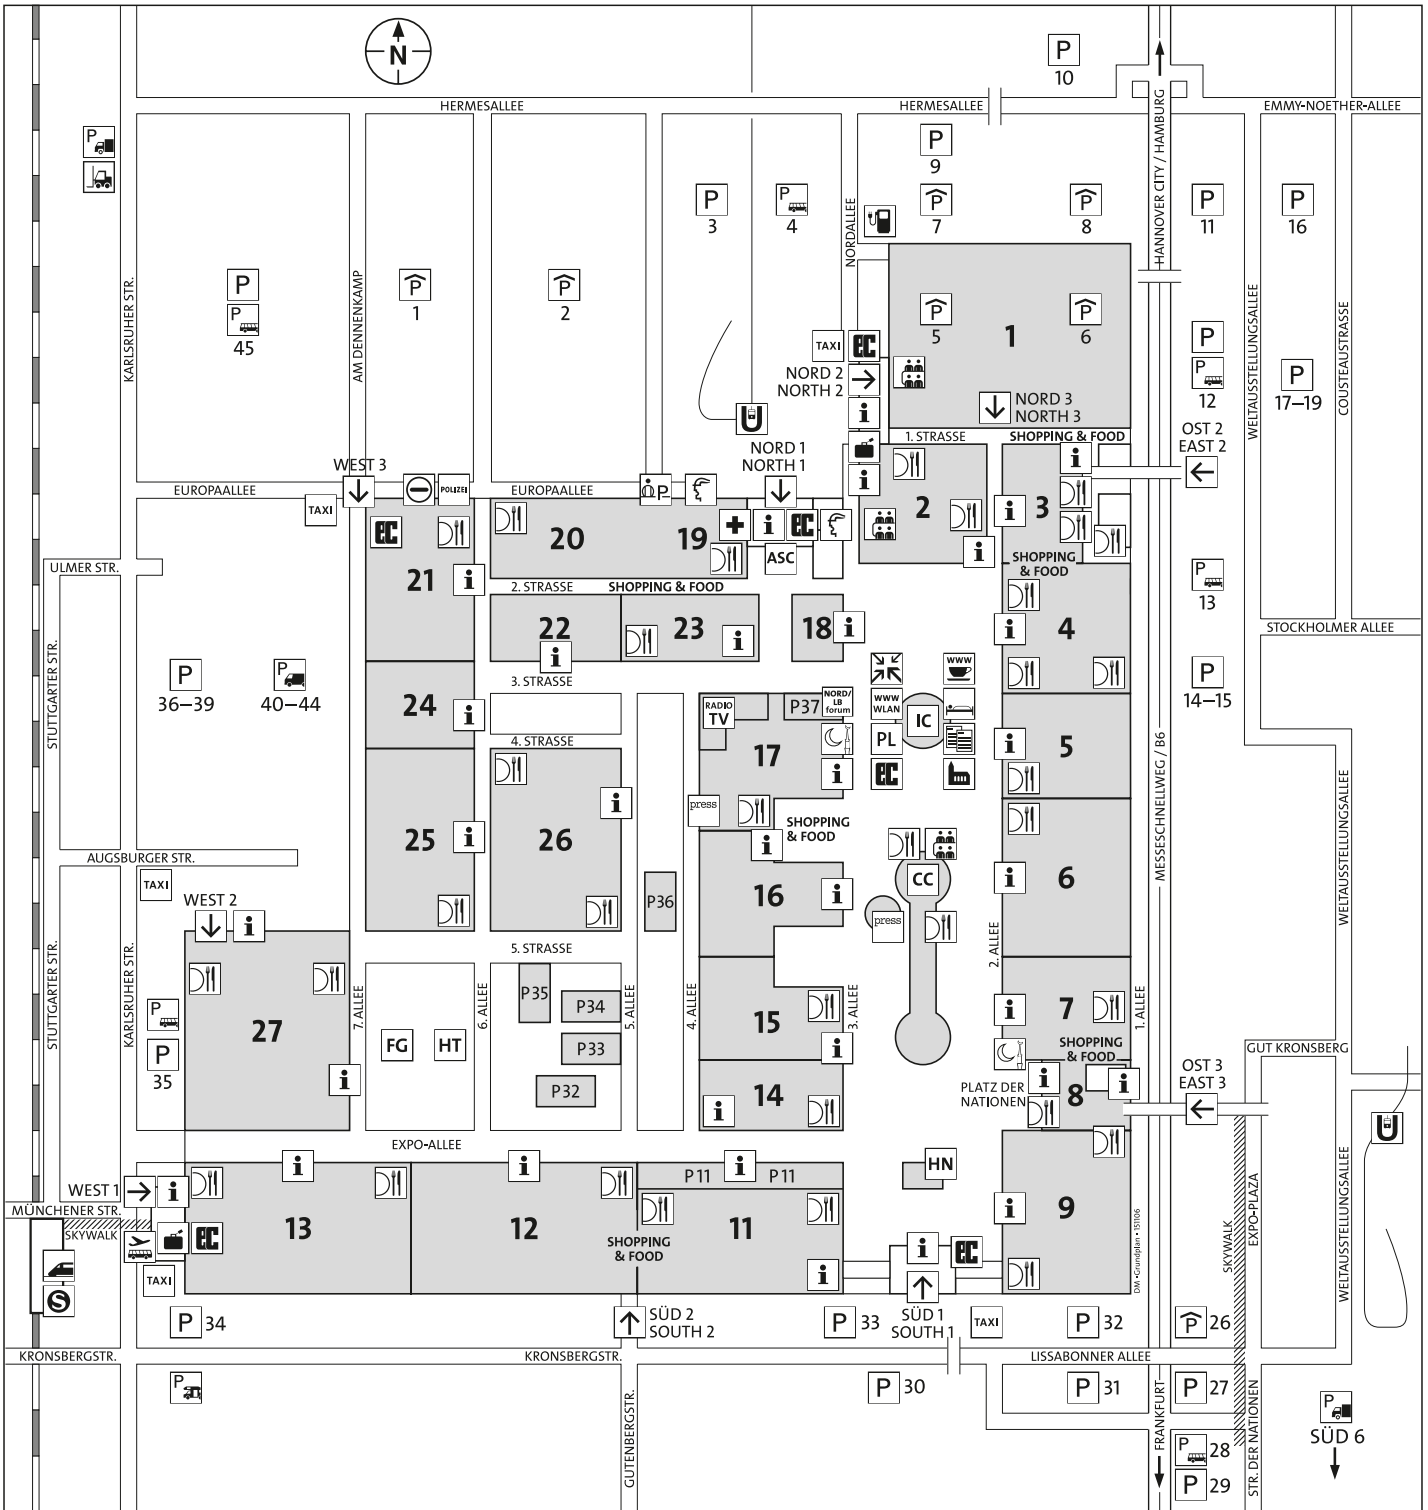 N
P
10
HERMESALLEE
HERMESALLEE
EMMY-NOETHER-ALLEE
HANNOVER CITY / HAMBURG
P
P
9
P
3
P
4
NORDALLEE
P
7
P
8
P
11
P
16
KARLSRUHER STR.
P
P
45
AM DENNENKAMP
P
1
P
2
P
5
P
6
1
WELTAUSSTELLUNGSALLEE
COUSTEAUSTRASSE
TAXI
EC
NORD 2
NORTH 2
i
i
U
NORD 3
NORTH 3
P
P
12
P
17–19
NORD 1
NORTH 1
1. STRASSE
SHOPPING & FOOD
OST 2
EAST 2
WEST 3
EUROPAALLEE
TAXI
POLIZEI
EUROPAALLEE
P
EC
21
i
20
19
i
EC
ASC
2
i
i
i
3
SHOPPING
& FOOD
P
13
ULMER STR.
2. STRASSE
SHOPPING & FOOD
22
i
23
i
18
i
i
4
STOCKHOLMER ALLEE
STUTTGARTER STR.
P
36–39
P
40–44
3. STRASSE
24
i
4. STRASSE
RADIO
TV
P37
NORD/
LB
forum
17
i
press
WWW
WWW
WLAN
IC
PL
EC
i
5
P
14–15
MESSESCHNELLWEG / B6
WELTAUSSTELLUNGSALLEE
25
i
26
i
SHOPPING
& FOOD
i
AUGSBURGER STR.
TAXI
WEST 2
i
P36
16
i
CC
press
i
6
STUTTGARTER STR.
KARLSRUHER STR.
5. STRASSE
2. ALLEE
27
i
7. ALLEE
6. ALLEE
5. ALLEE
4. ALLEE
3. ALLEE
1. ALLEE
P
P
35
FG
HT
P35
P34
P33
P32
15
i
14
i
i
7
SHOPPING
& FOOD
i
8
i
PLATZ DER
NATIONEN
OST 3
EAST 3
GUT KRONSBERG
U
EXPO-ALLEE
HN
WEST 1
i
EC
MÜNCHENER STR.
SKYWALK
S
TAXI
i
13
i
12
SHOPPING
& FOOD
P11
i
P11
11
i
i
EC
i
9
DM • Grundplan • 151106
SKYWALK
EXPO-PLAZA
WELTAUSSTELLUNGSALLEE
P 34
SÜD 2
SOUTH 2
P 33
SÜD 1
SOUTH 1
TAXI
P 32
P 26
KRONSBERGSTR.
KRONSBERGSTR.
LISSABONNER ALLEE
P
GUTENBERGSTR.
P 30
P 31
FRANKFURT
P 27
P 28
P 29
STR. DER NATIONEN
P
SÜD 6